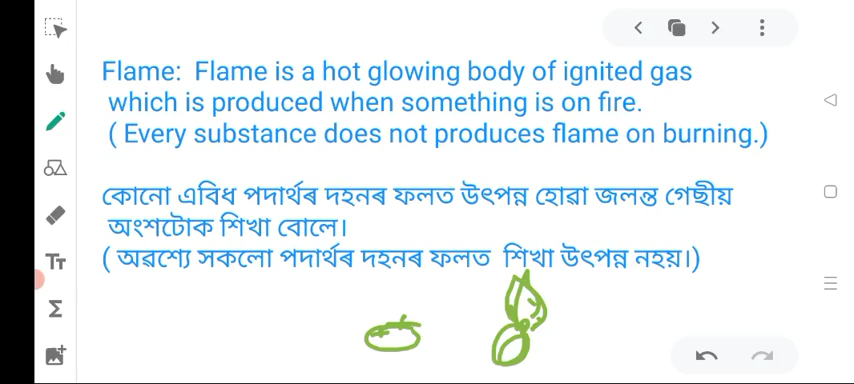 Flame: Flame is a hot glowing body of ignited gas
which is produced when something is on fire.
( Every substance does not produces flame on burning.)
কোনো এবিধ পদাৰ্থৰ দহনৰ ফলত উৎপন্ন হোৱা জলন্ত গেছীয়
অংশটোক শিখা বোলে।
( অৱশ্যে সকলো পদাৰ্থৰ দহনৰ ফলত শিখা উৎপন্ন নহয়।)